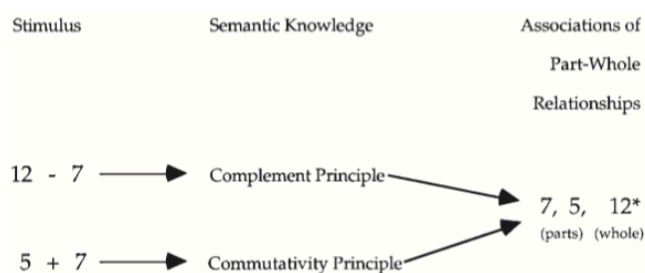 Stimulus Semantic Knowledge Associations of
Part-Whole
Relationships
12 - 7 Complement Principle
7, 5, 12*
(parts) (whole)
5 + 7 Commutativity Principle